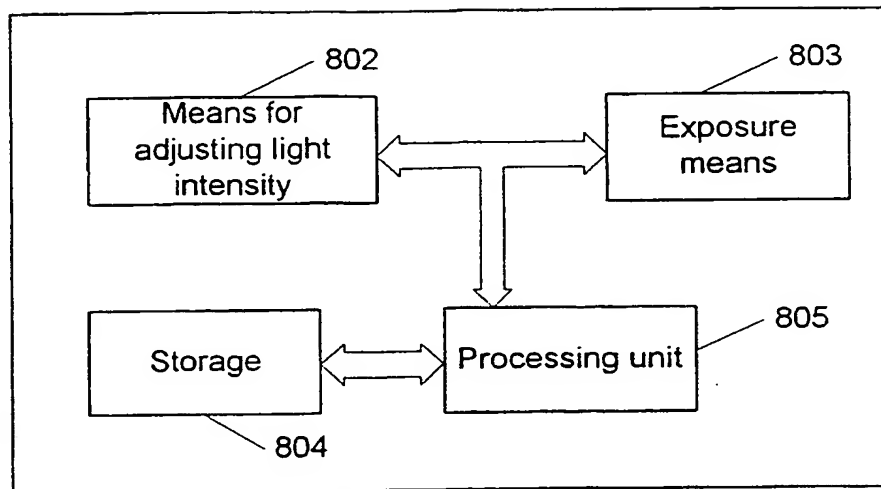 802
Means for
adjusting light
intensity
803
Exposure
means
Storage
804
Processing unit
805